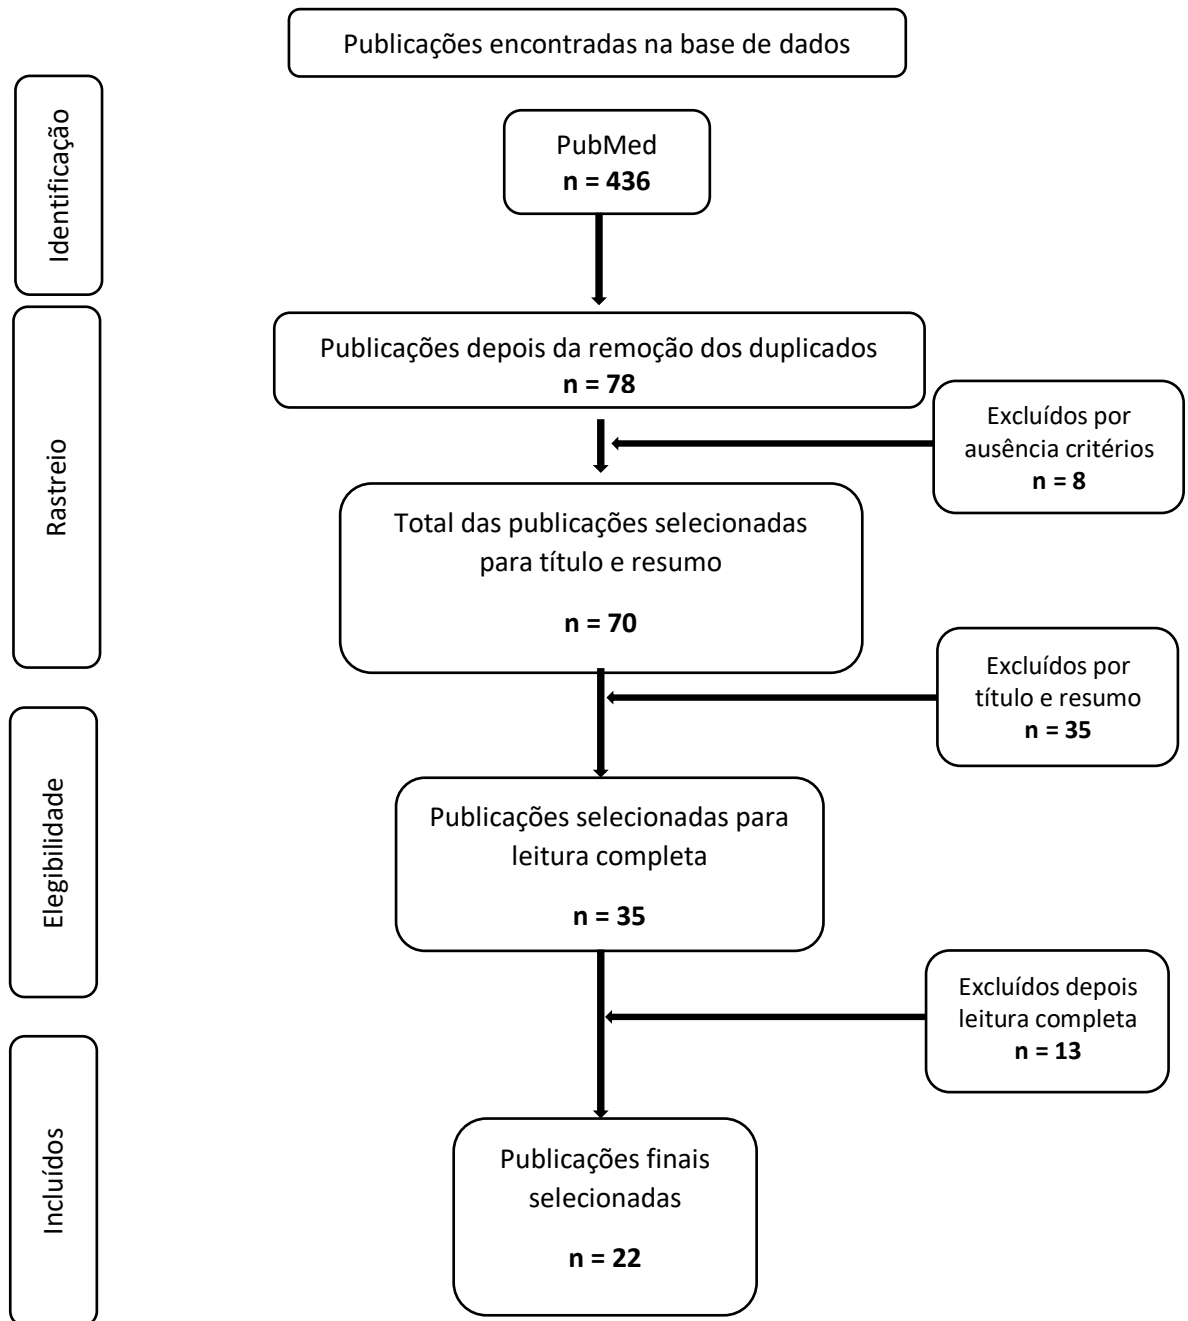 Publicações encontradas na base de dados
Identificação
PubMed
n = 436
Rastreio
Publicações depois da remoção dos duplicados
n = 78
Excluídos por
ausência critérios
n = 8
Total das publicações selecionadas
para título e resumo
n = 70
Excluídos por
título e resumo
n = 35
Elegibilidade
Publicações selecionadas para
leitura completa
n = 35
Excluídos depois
leitura completa
n = 13
Incluídos
Publicações finais
selecionadas
n = 22